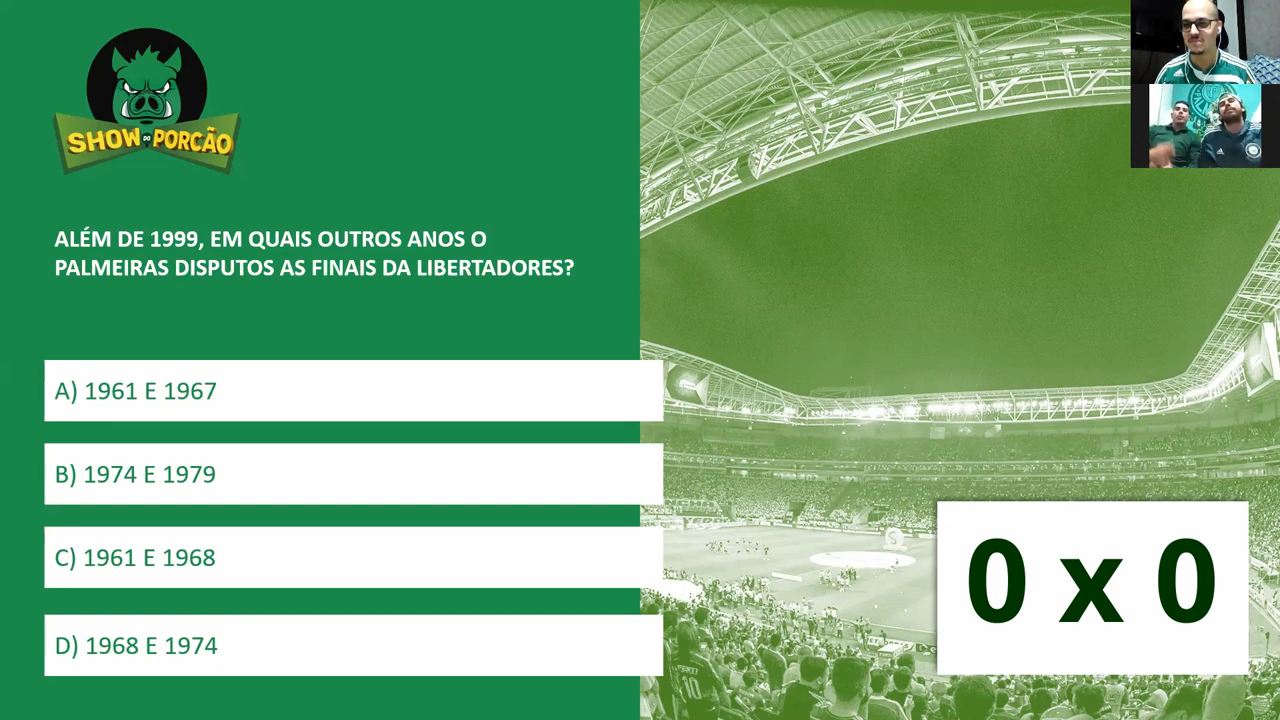 SHOW DO PORCÃO
ALÉM DE 1999, EM QUAIS OUTROS ANOS O
PALMEIRAS DISPUTOS AS FINAIS DA LIBERTADORES?
A) 1961 E 1967
B) 1974 E 1979
C) 1961 E 1968
D) 1968 E 1974
0 x 0